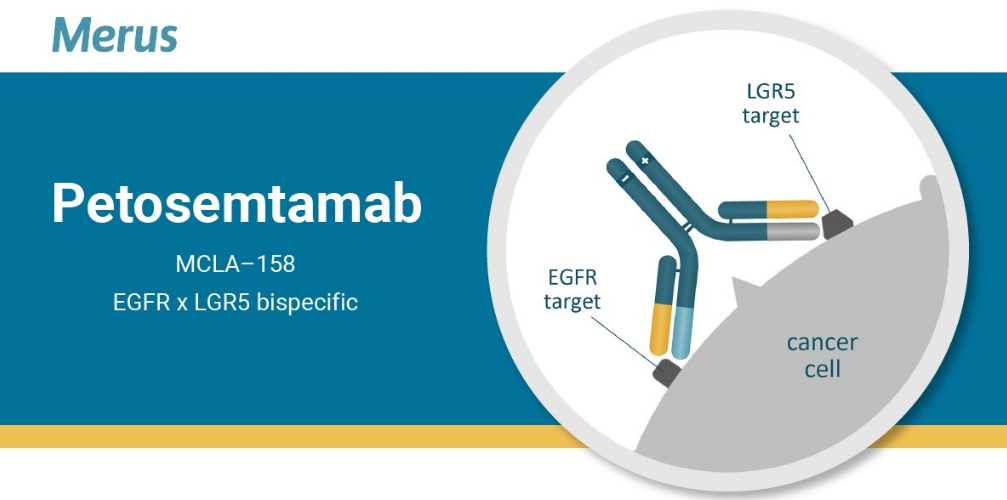 Merus
Petosemtamab
MCLA–158
EGFR x LGR5 bispecific
LGR5
target
+
–
EGFR
target
cancer
cell